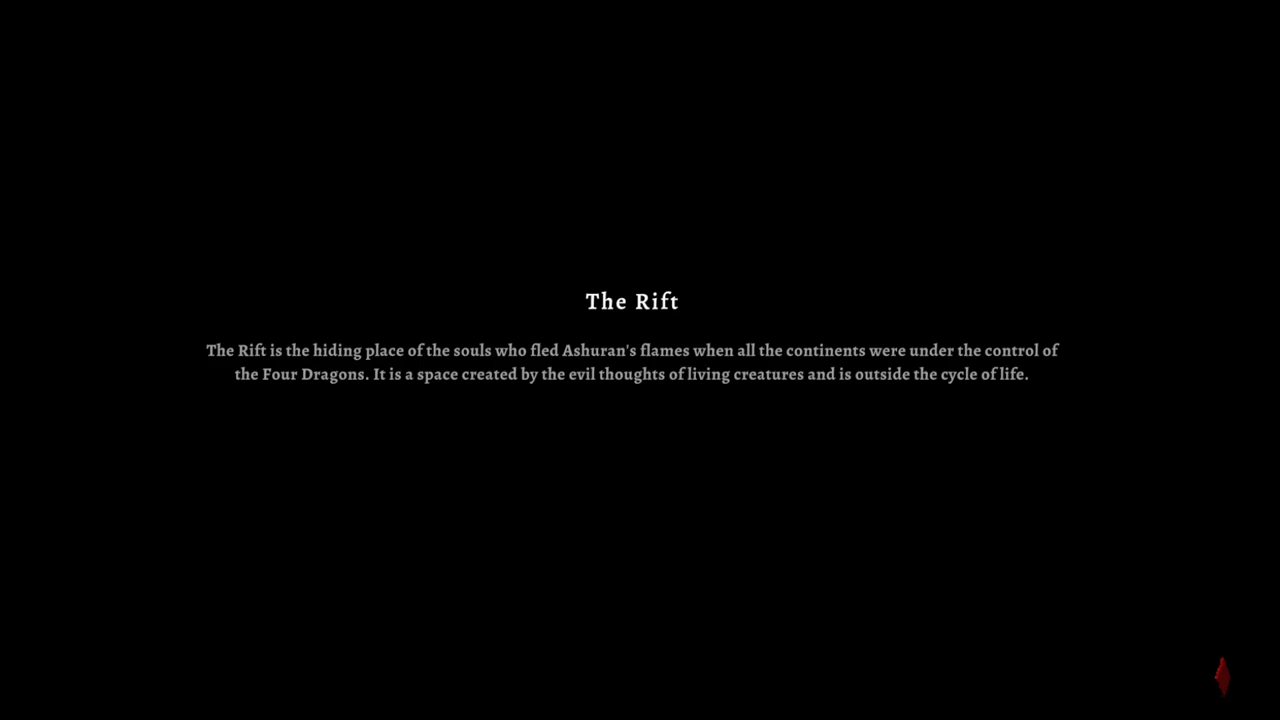 The Rift
The Rift is the hiding place of the souls who fled Ashuran's flames when all the continents were under the control of
the Four Dragons. It is a space created by the evil thoughts of living creatures and is outside the cycle of life.